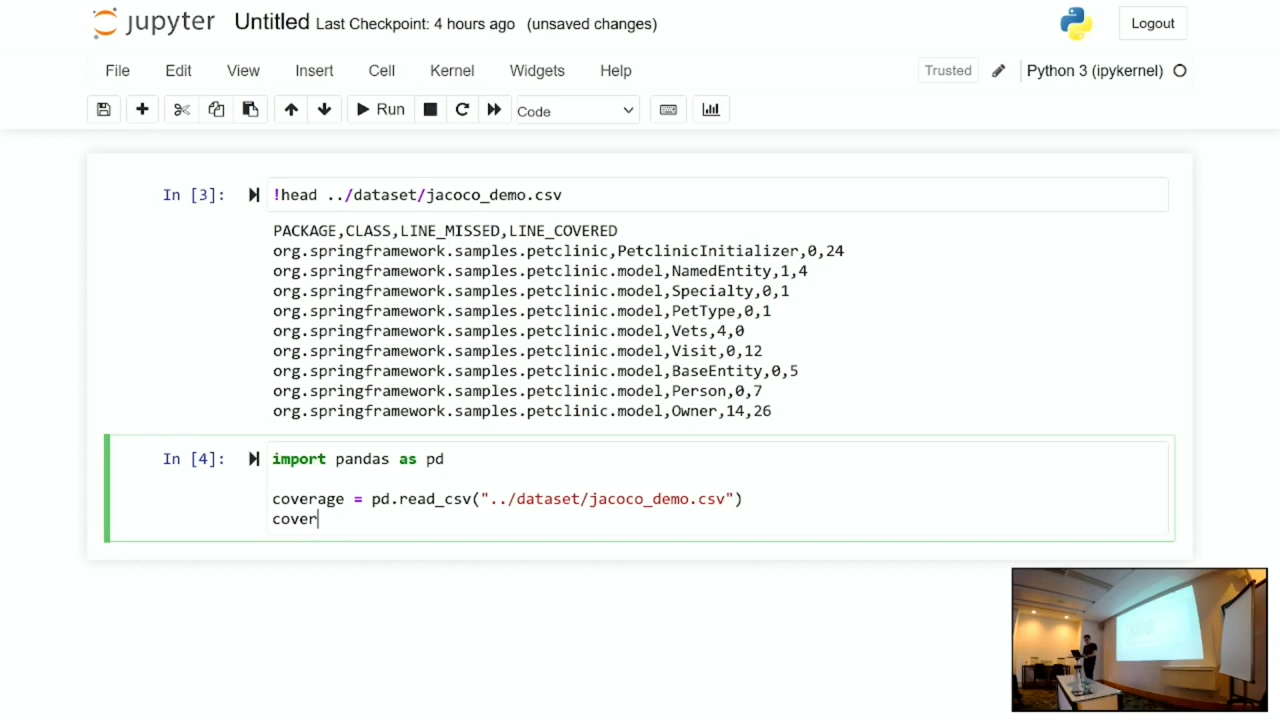 jupyter Untitled Last Checkpoint: 4 hours ago (unsaved changes) Logout
File Edit View Insert Cell Kernel Widgets Help Trusted Python 3 (ipykernel)
Run Code
In [3]: !head ../dataset/jacoco_demo.csv
PACKAGE,CLASS,LINE_MISSED,LINE_COVERED
org.springframework.samples.petclinic,PetclinicInitializer,0,24
org.springframework.samples.petclinic.model,NamedEntity,1,4
org.springframework.samples.petclinic.model,Specialty,0,1
org.springframework.samples.petclinic.model,PetType,0,1
org.springframework.samples.petclinic.model,Vets,4,0
org.springframework.samples.petclinic.model,Visit,0,12
org.springframework.samples.petclinic.model,BaseEntity,0,5
org.springframework.samples.petclinic.model,Person,0,7
org.springframework.samples.petclinic.model,Owner,14,26
In [4]: import pandas as pd
coverage = pd.read_csv("../dataset/jacoco_demo.csv")
cover